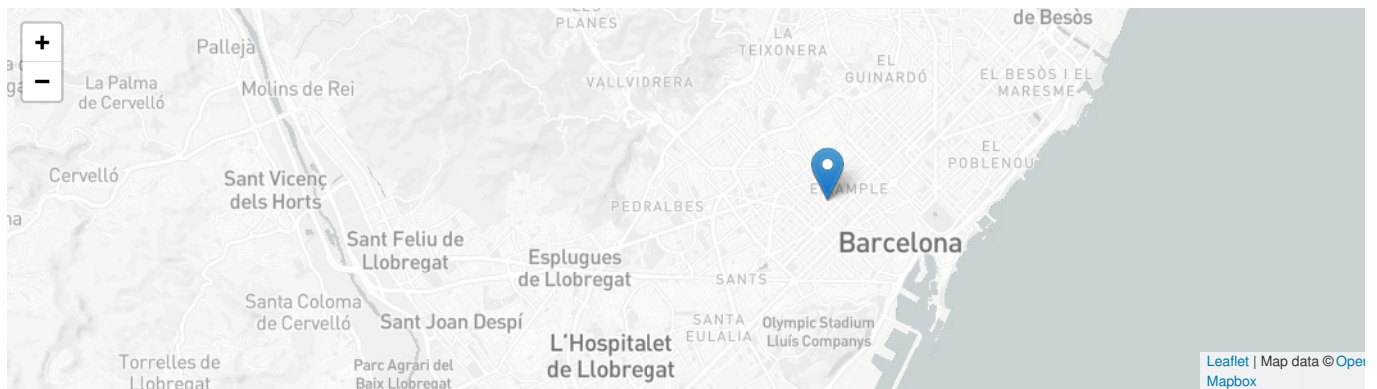 +
−
PLANES
de Besòs
LA
TEIXONERA
Pallejà
EL
GUINARDÓ
VALLVIDRERA
EL BESÒS I EL
MARESME
La Palma
de Cervelló
Molins de Rei
EL
POBLENOU
Cervelló
Sant Vicenç
dels Horts
PEDRALBES
Barcelona
Sant Feliu de
Llobregat
Esplugues
de Llobregat
SANTS
Santa Coloma
de Cervelló
Sant Joan Despí
SANTA
EULALIA
Olympic Stadium
Lluís Companys
L'Hospitalet
de Llobregat
Torrelles de
Llobregat
Parc Agrari del
Baix Llobregat
Leaflet | Map data © Oper
Mapbox